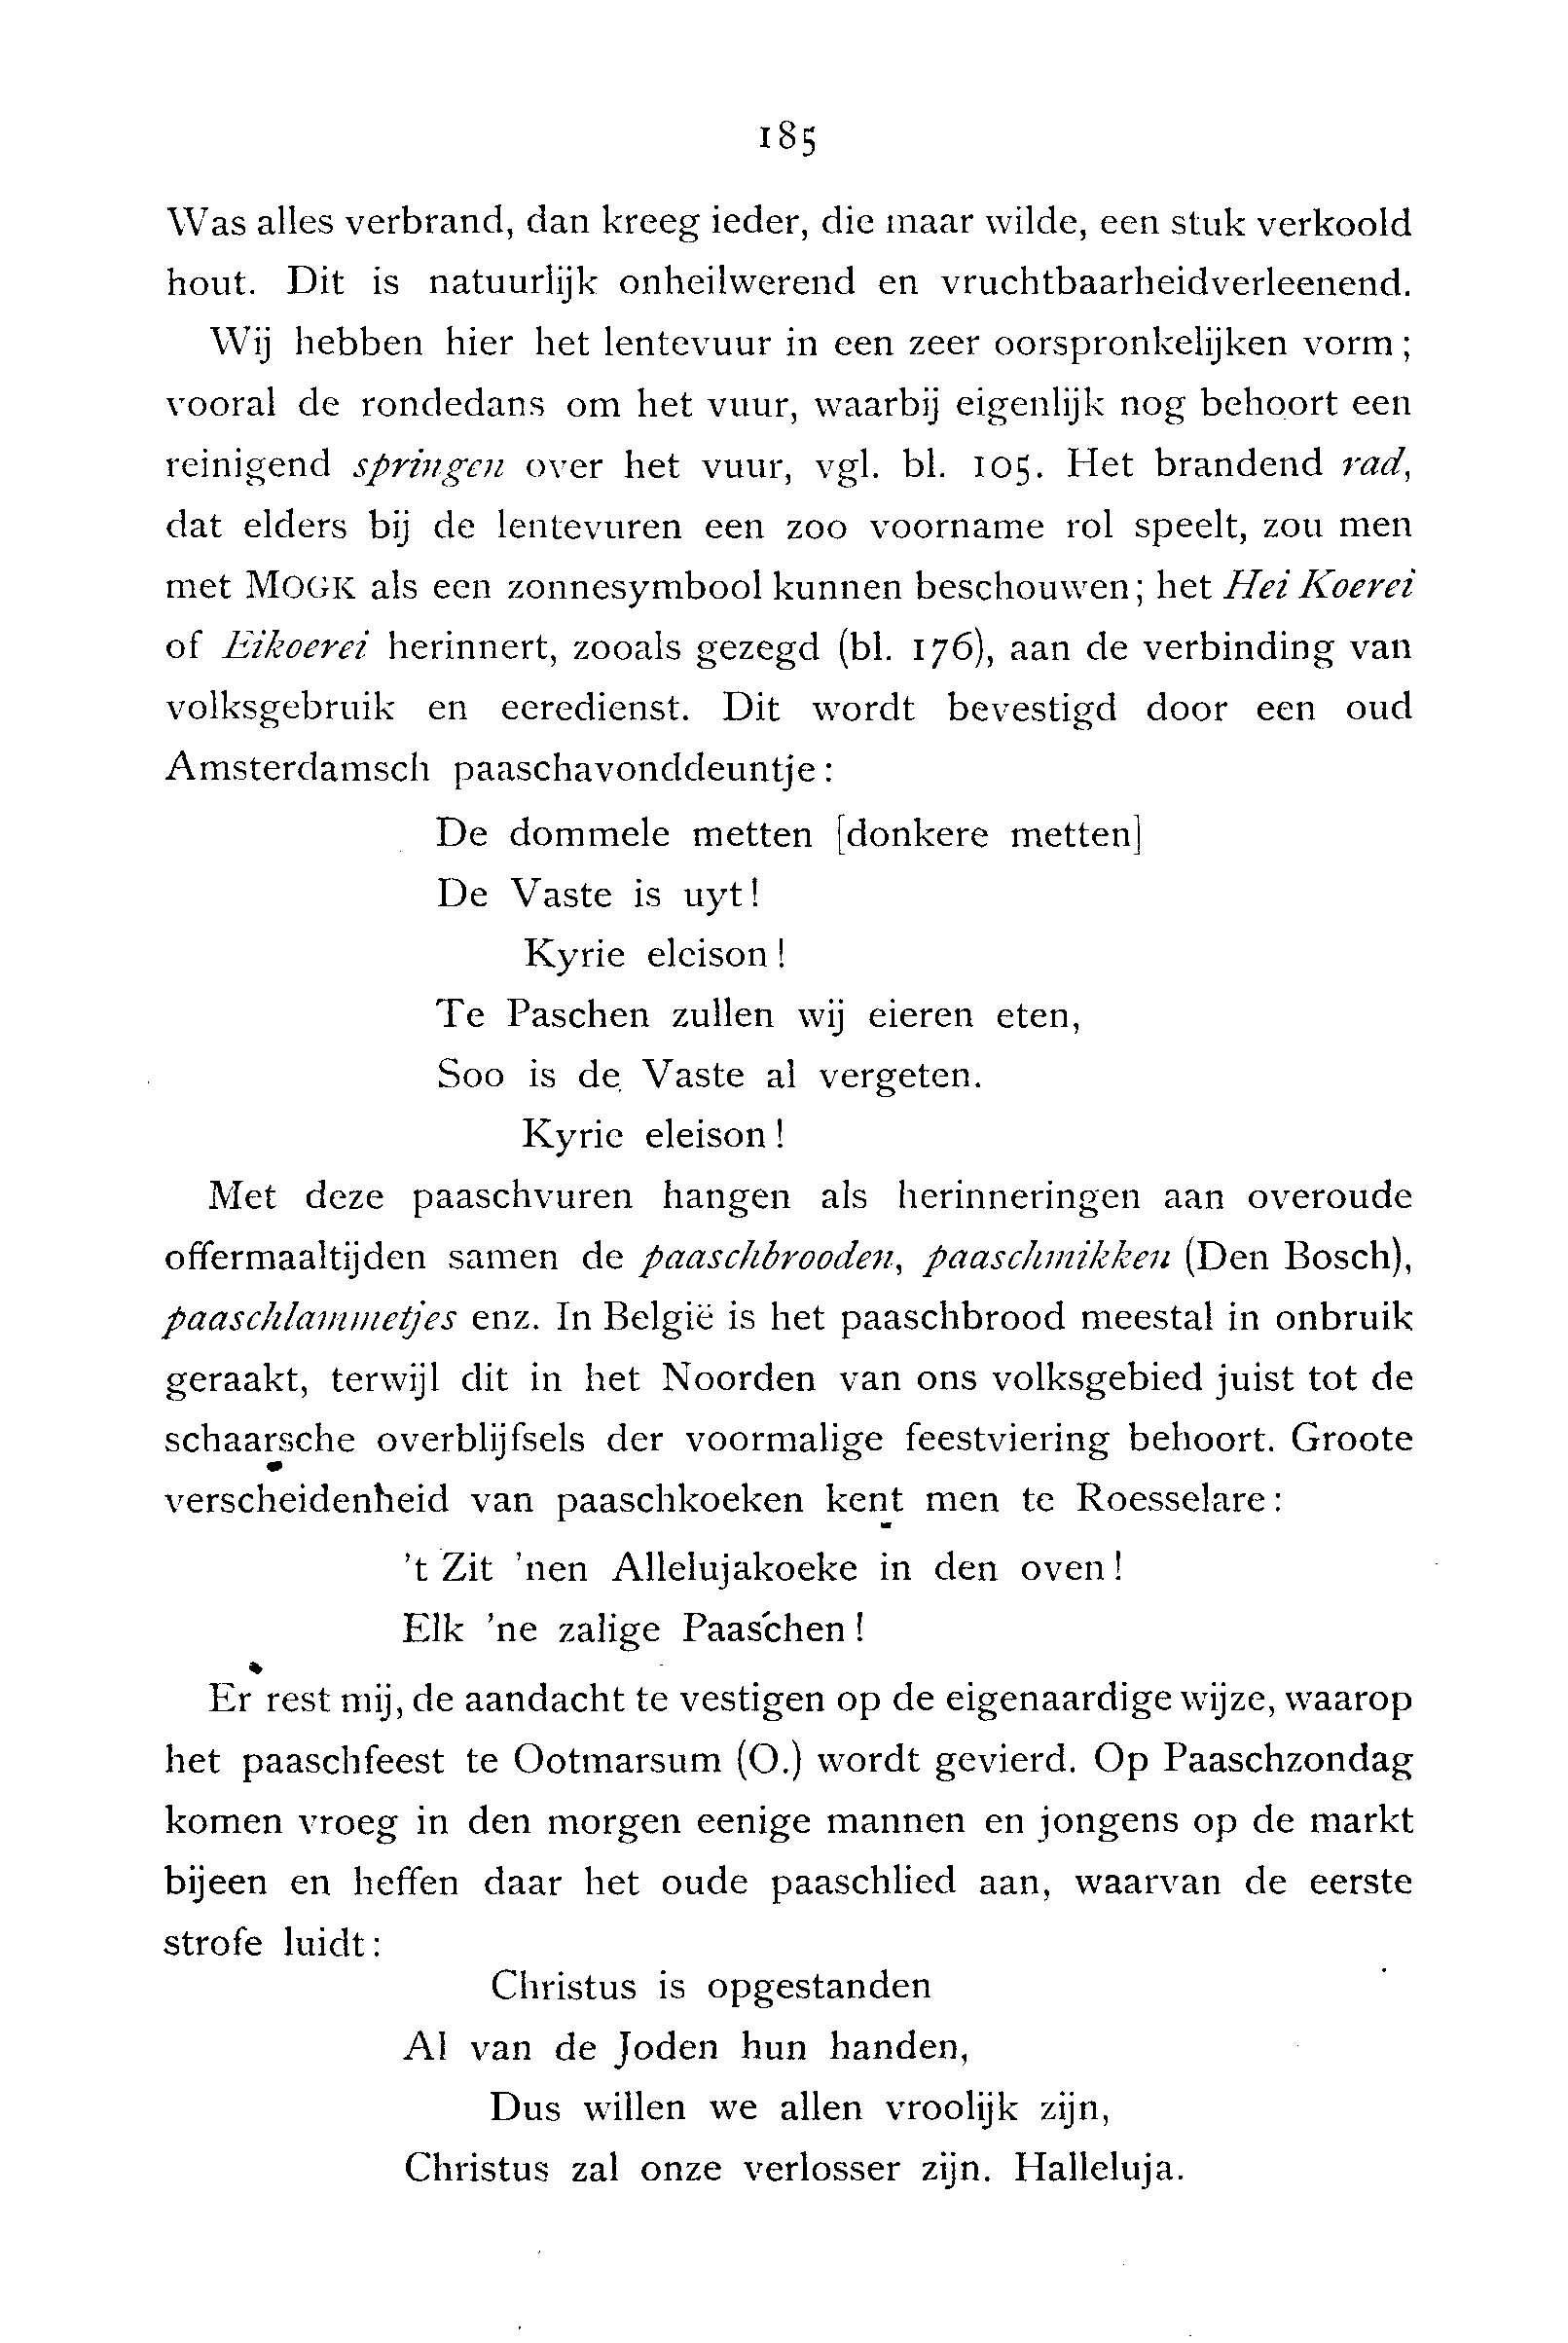 185
Was alles verbrand, dan kreeg ieder, die maar wilde, een stuk verkoold
hout. Dit is natuurlijk onheilwerend en vruchtbaarheidverleenend.
Wij hebben hier het lentevuur in een zeer oorspronkelijken vorm;
vooral de rondedans om het vuur, waarbij eigenlijk nog behoort een
reinigend springen over het vuur, vgl. bl. 105. Het brandend rad,
dat elders bij de lentevuren een zoo voorname rol speelt, zou men
met MOGK als een zonnesymbool kunnen beschouwen; het Hei Koerei
of Eikoerei herinnert, zooals gezegd (bl. 176), aan de verbinding van
volksgebruik en eeredienst. Dit wordt bevestigd door een oud
Amsterdamsch paaschavonddeuntje:
De dommele metten [donkere metten]
De Vaste is uyt!
Kyrie eleison!
Te Paschen zullen wij eieren eten,
Soo is de Vaste al vergeten.
Kyrie eleison!
Met deze paaschvuren hangen als herinneringen aan overoude
offermaaltijden samen de paaschbrooden, paaschmikken (Den Bosch),
paaschlammetjes enz. In België is het paaschbrood meestal in onbruik
geraakt, terwijl dit in het Noorden van ons volksgebied juist tot de
schaarsche overblijfsels der voormalige feestviering behoort. Groote
verscheidenheid van paaschkoeken kent men te Roesselare:
't Zit 'nen Allelujakoeke in den oven!
Elk 'ne zalige Paaschen!
Er rest mij, de aandacht te vestigen op de eigenaardige wijze, waarop
het paaschfeest te Ootmarsum (O.) wordt gevierd. Op Paaschzondag
komen vroeg in den morgen eenige mannen en jongens op de markt
bijeen en heffen daar het oude paaschlied aan, waarvan de eerste
strofe luidt:
Christus is opgestanden
Al van de Joden hun handen,
Dus willen we allen vroolijk zijn,
Christus zal onze verlosser zijn. Halleluja.